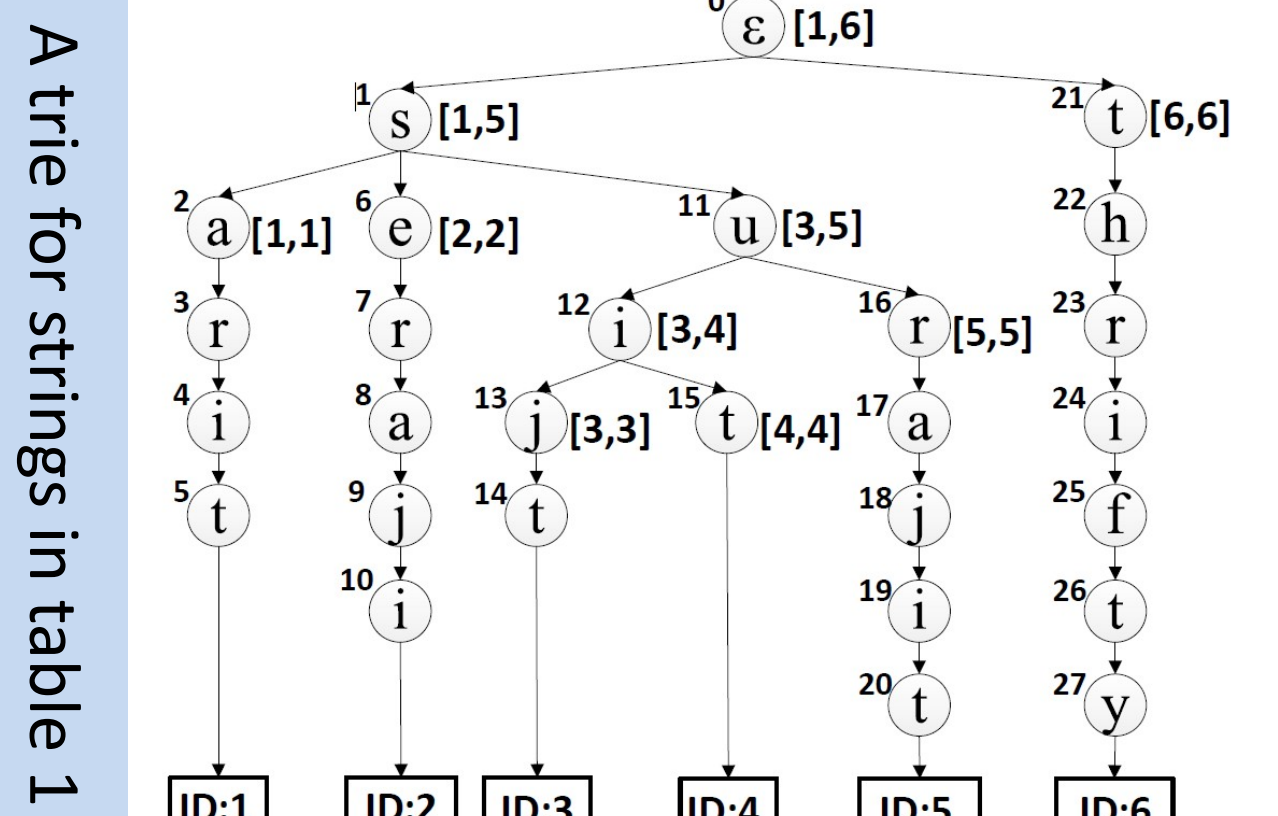 A trie for strings in table 1
0 ε [1,6]
1 s [1,5]
21 t [6,6]
2 a [1,1]
6 e [2,2]
11 u [3,5]
22 h
3 r
7 r
12 i [3,4]
16 r [5,5]
23 r
4 i
8 a
13 j [3,3]
15 t [4,4]
17 a
24 i
5 t
9 j
14 t
18 j
25 f
10 i
19 i
26 t
20 t
27 y
ID:1
ID:2
ID:3
ID:4
ID:5
ID:6